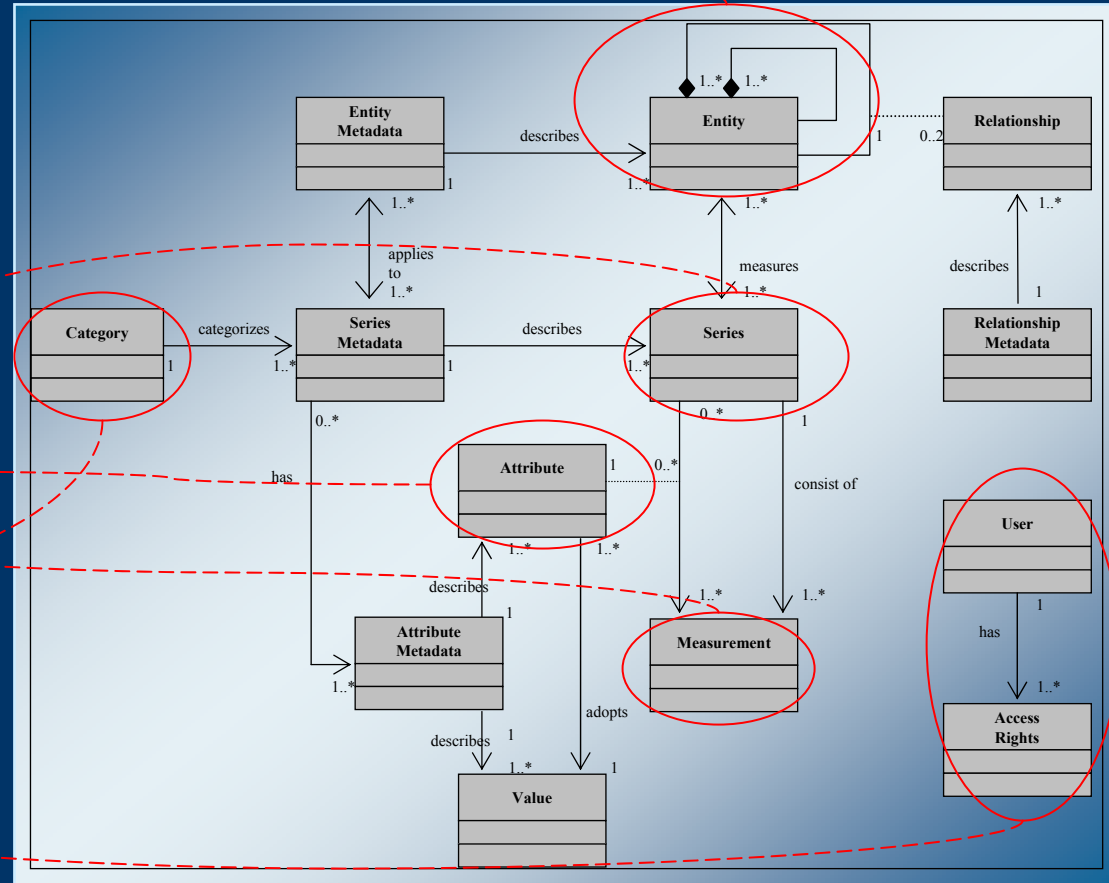 1..*
1..*
Entity
Metadata
describes
Entity
1
0..2
Relationship
1
1..*
1..*
1..*
1..*
applies
to
measures
describes
1..*
1..*
1
Category
categorizes
Series
Metadata
describes
Series
Relationship
Metadata
1
1..*
1
1..*
0..*
0..*
1
Attribute
1
0..*
has
consist of
User
1..*
1..*
describes
1
1..*
1..*
1
Attribute
Metadata
Measurement
has
1..*
1..*
adopts
Access
Rights
describes
1
1..*
1
Value